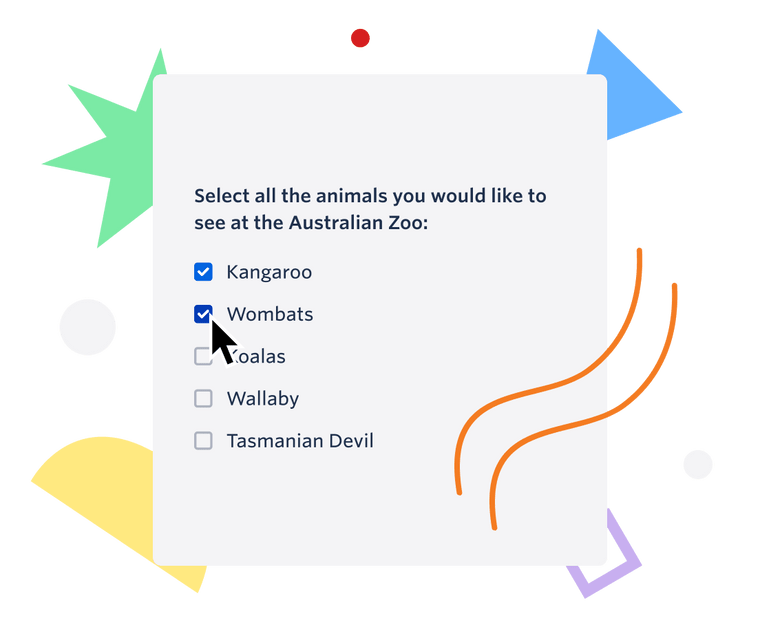 Select all the animals you would like to
see at the Australian Zoo:
Kangaroo
Wombats
Koalas
Wallaby
Tasmanian Devil